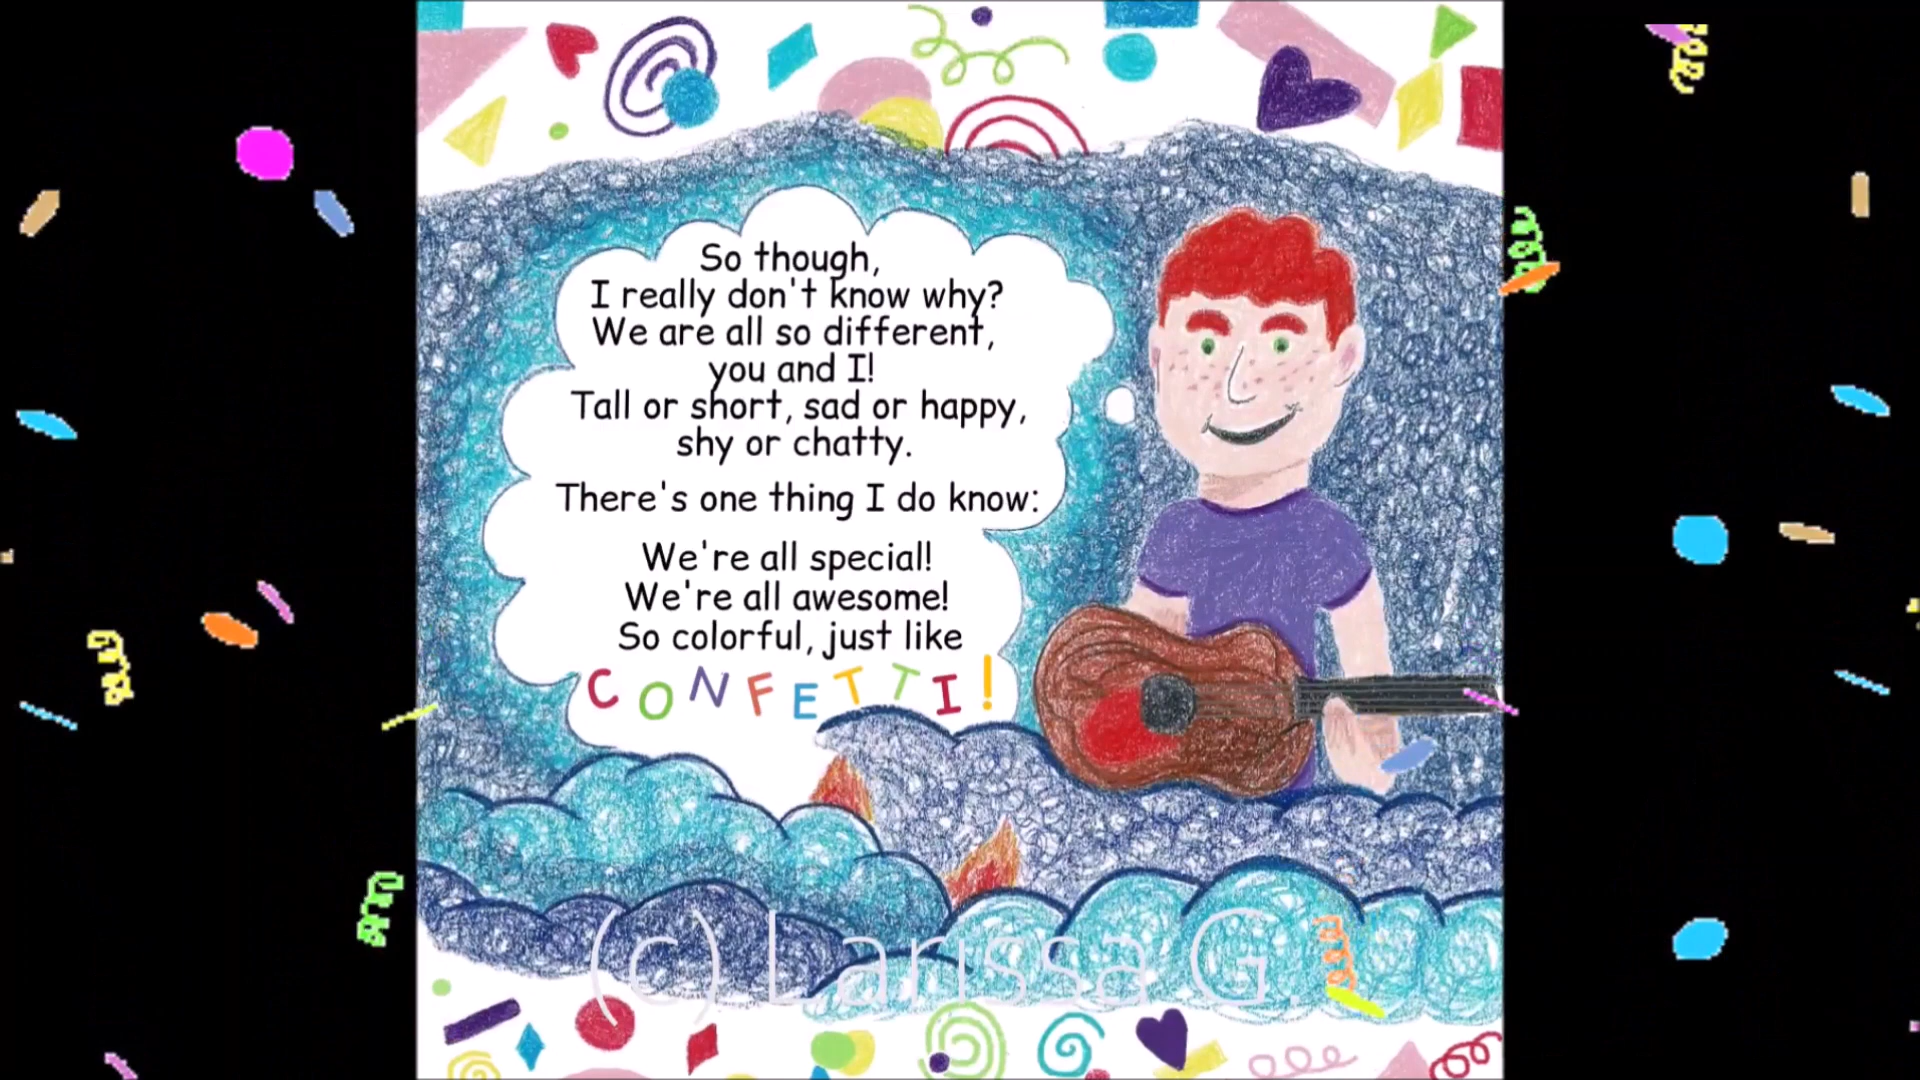 So though,
I really don't know why?
We are all so different,
you and I!
Tall or short, sad or happy,
shy or chatty.
There's one thing I do know:
We're all special!
We're all awesome!
So colorful, just like
CONFETTI!
(c) Larissa G.